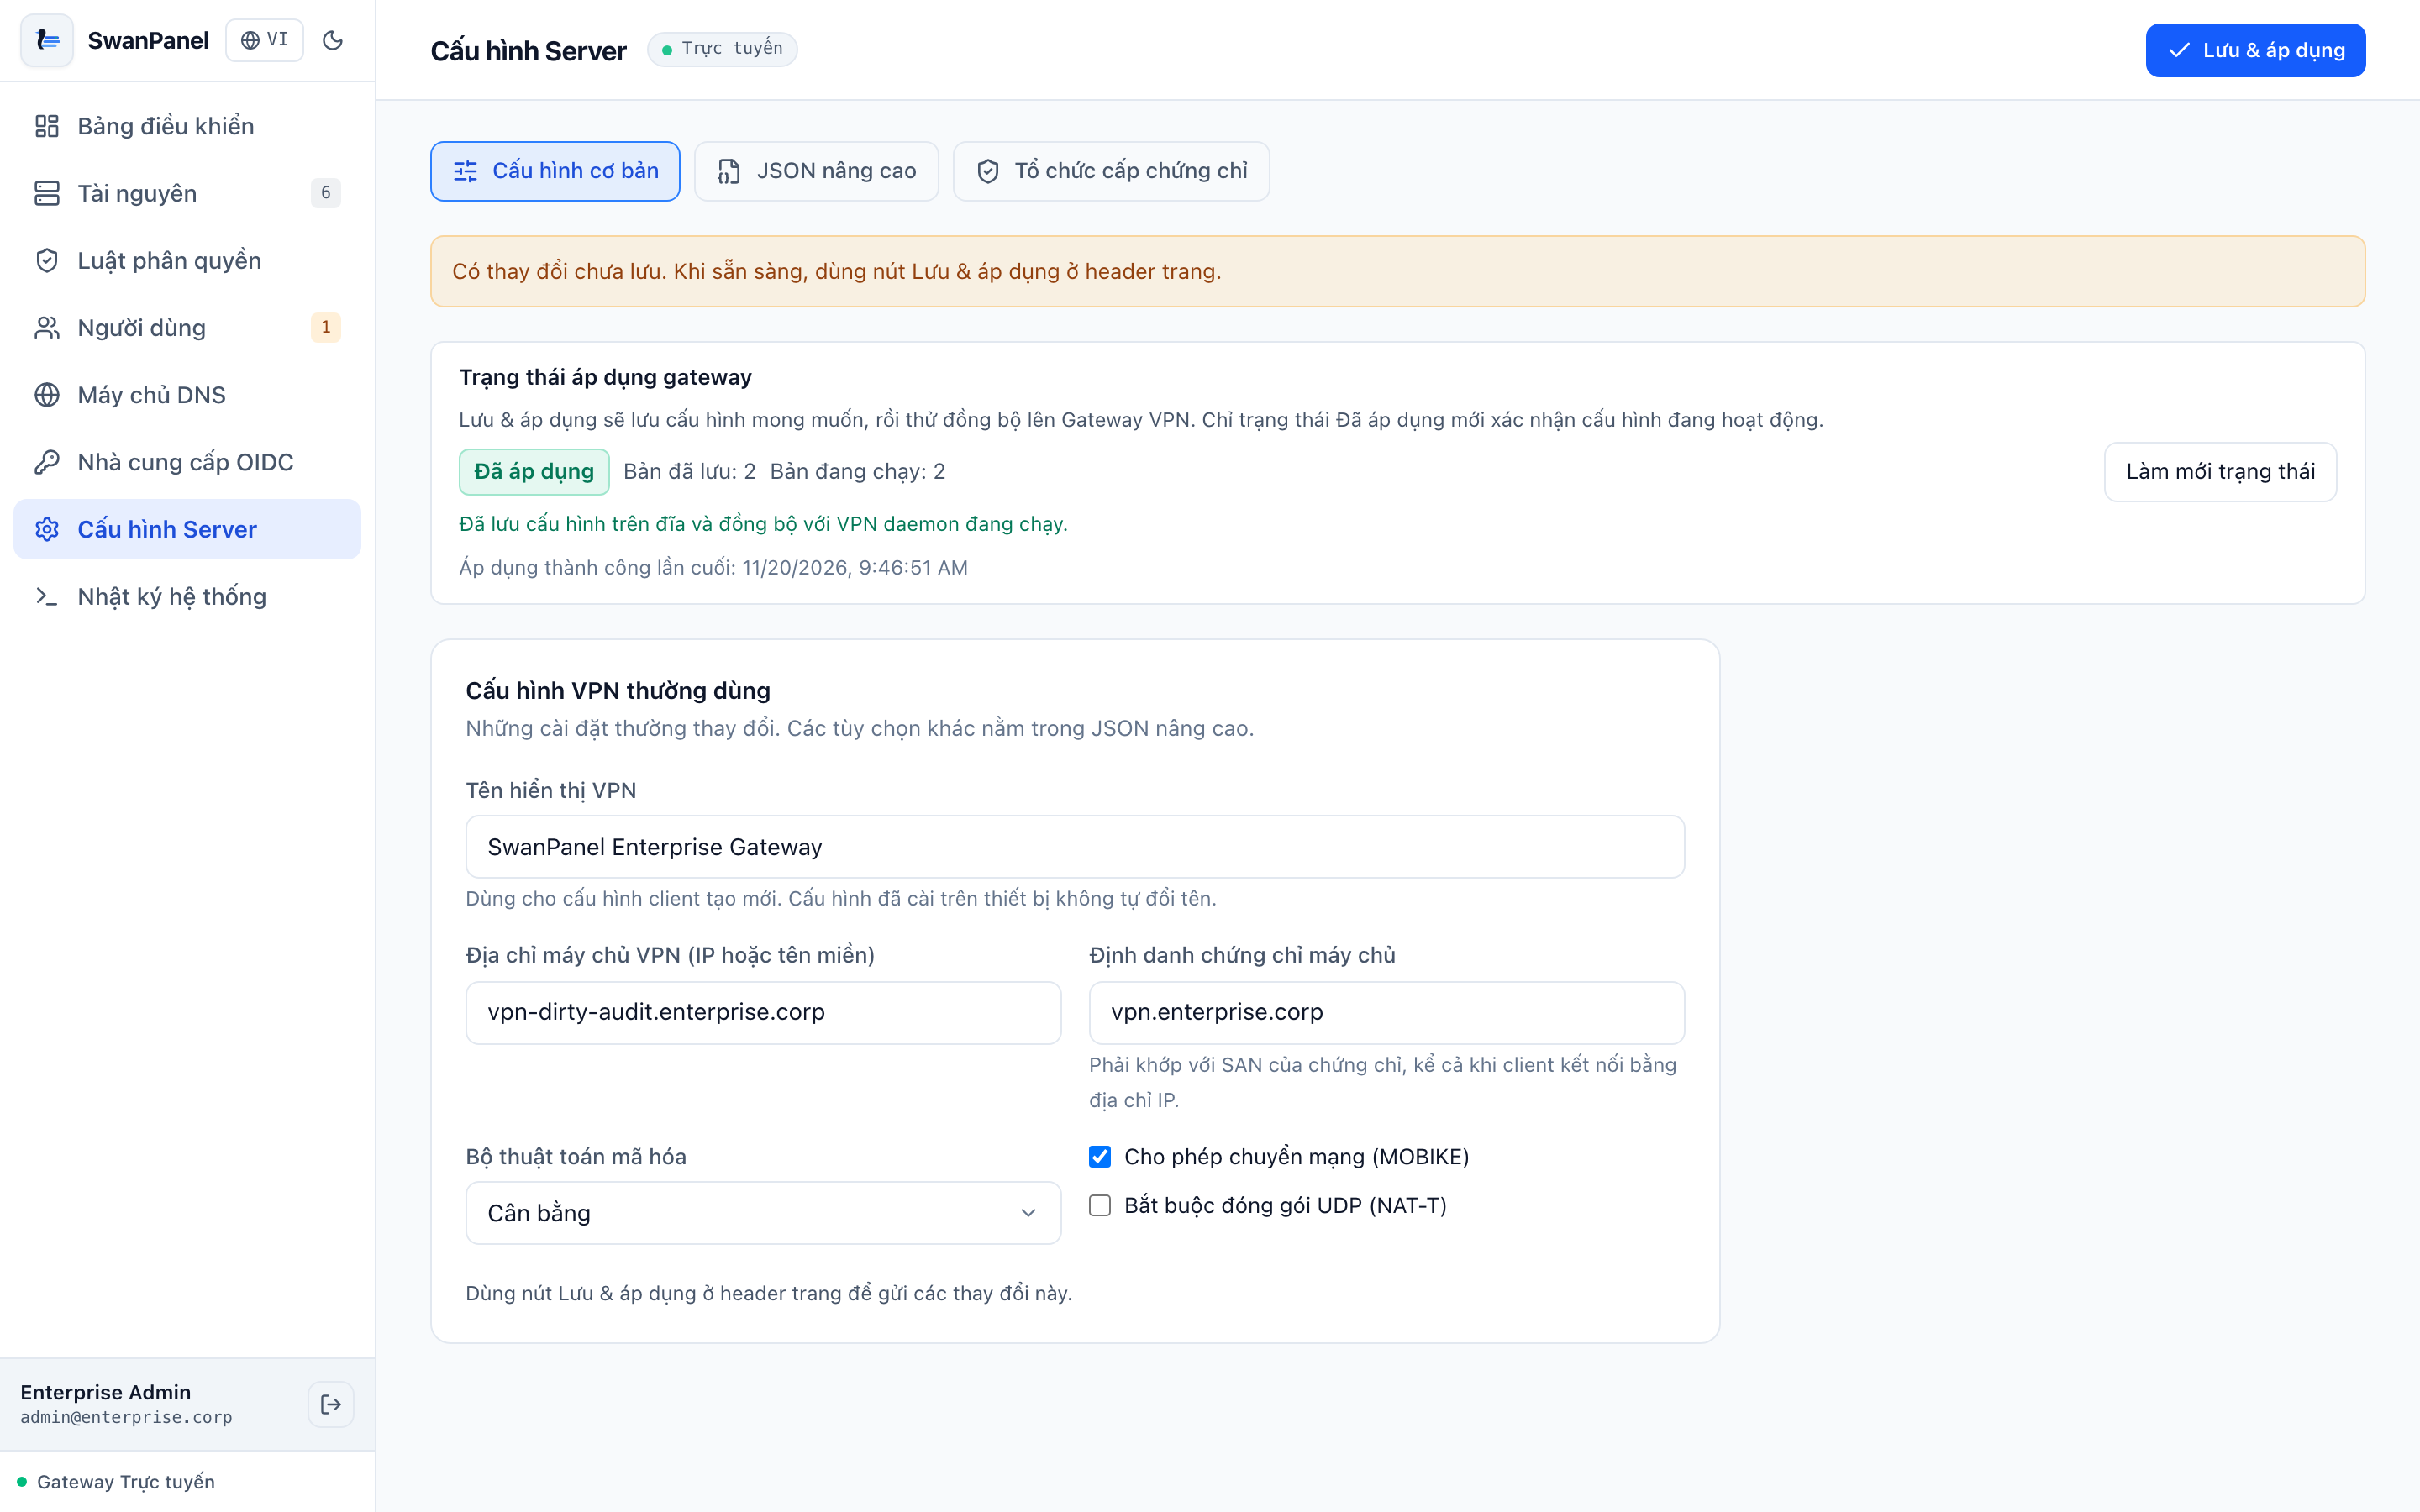 SwanPanel
VI
Bảng điều khiển
Tài nguyên
6
Luật phân quyền
Người dùng
1
Máy chủ DNS
Nhà cung cấp OIDC
Cấu hình Server
Nhật ký hệ thống
Enterprise Admin
admin@enterprise.corp
Gateway Trực tuyến
Cấu hình Server
Trực tuyến
Lưu & áp dụng
Cấu hình cơ bản
JSON nâng cao
Tổ chức cấp chứng chỉ
Có thay đổi chưa lưu. Khi sẵn sàng, dùng nút Lưu & áp dụng ở header trang.
Trạng thái áp dụng gateway
Lưu & áp dụng sẽ lưu cấu hình mong muốn, rồi thử đồng bộ lên Gateway VPN. Chỉ trạng thái Đã áp dụng mới xác nhận cấu hình đang hoạt động.
Đã áp dụng Bản đã lưu: 2 Bản đang chạy: 2
Làm mới trạng thái
Đã lưu cấu hình trên đĩa và đồng bộ với VPN daemon đang chạy.
Áp dụng thành công lần cuối: 11/20/2026, 9:46:51 AM
Cấu hình VPN thường dùng
Những cài đặt thường thay đổi. Các tùy chọn khác nằm trong JSON nâng cao.
Tên hiển thị VPN
SwanPanel Enterprise Gateway
Dùng cho cấu hình client tạo mới. Cấu hình đã cài trên thiết bị không tự đổi tên.
Địa chỉ máy chủ VPN (IP hoặc tên miền)
vpn-dirty-audit.enterprise.corp
Định danh chứng chỉ máy chủ
vpn.enterprise.corp
Phải khớp với SAN của chứng chỉ, kể cả khi client kết nối bằng
địa chỉ IP.
Bộ thuật toán mã hóa
Cân bằng
Cho phép chuyển mạng (MOBIKE)
Bắt buộc đóng gói UDP (NAT-T)
Dùng nút Lưu & áp dụng ở header trang để gửi các thay đổi này.